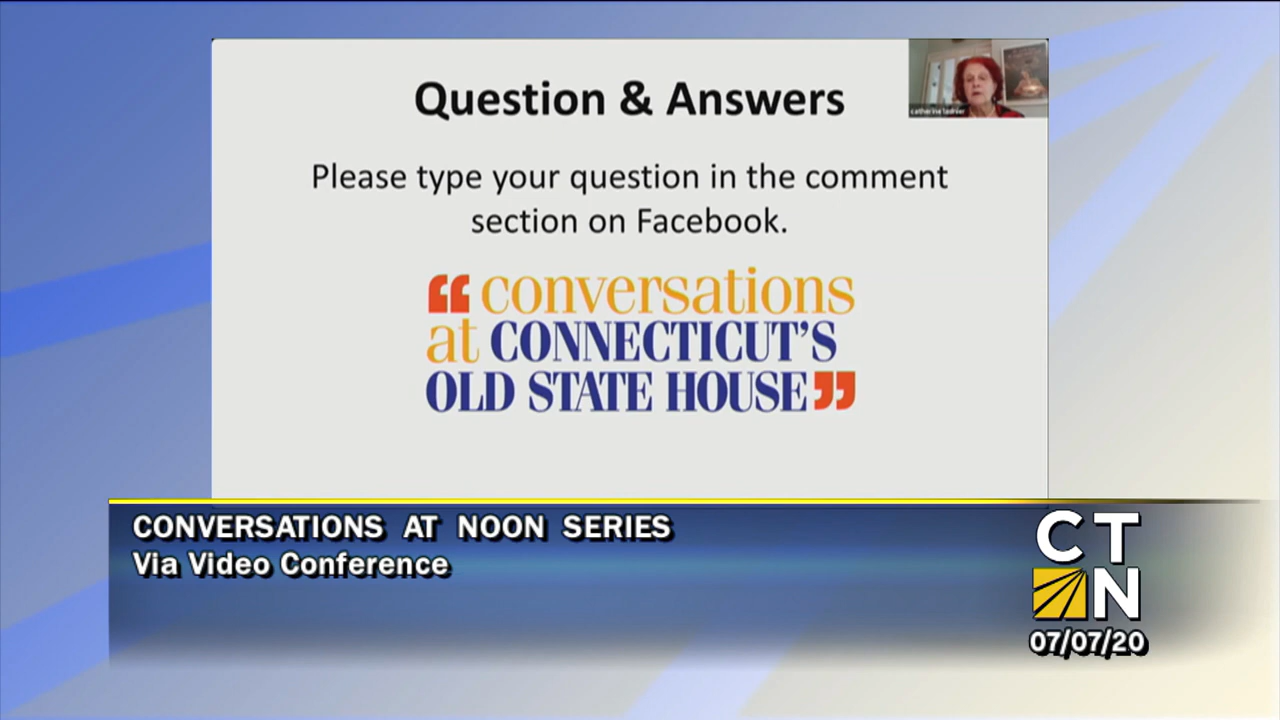 Question & Answers
Please type your question in the comment
section on Facebook.
“ conversations
at CONNECTICUT’S
OLD STATE HOUSE ”
CONVERSATIONS AT NOON SERIES
Via Video Conference
CT
N
07/07/20